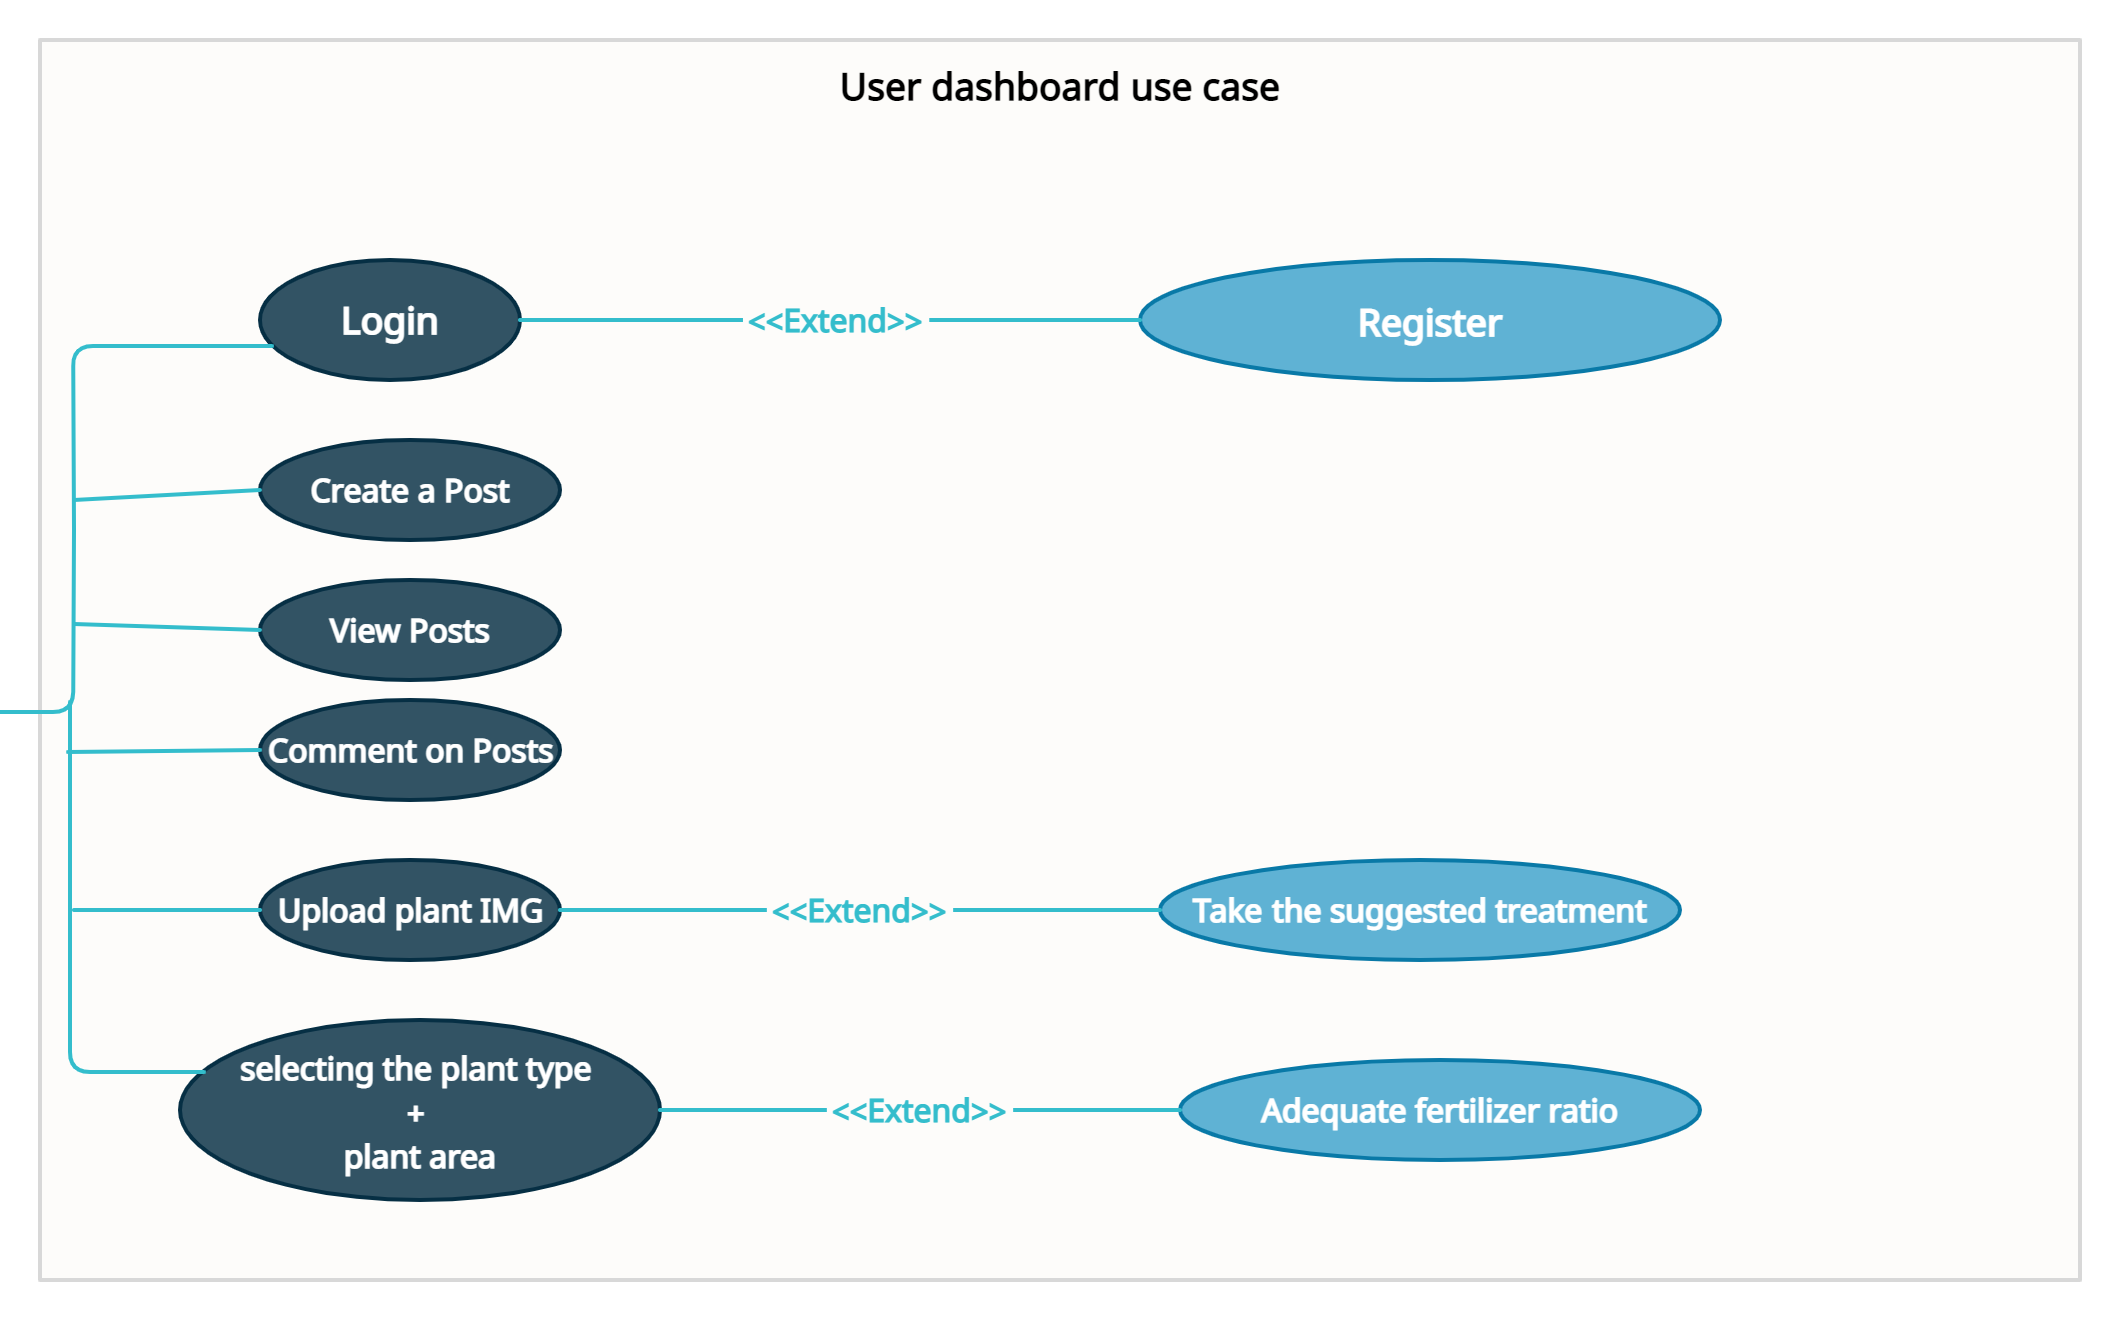 User dashboard use case
Login
<<Extend>>
Register
Create a Post
View Posts
Comment on Posts
Upload plant IMG
<<Extend>>
Take the suggested treatment
selecting the plant type
+
plant area
<<Extend>>
Adequate fertilizer ratio